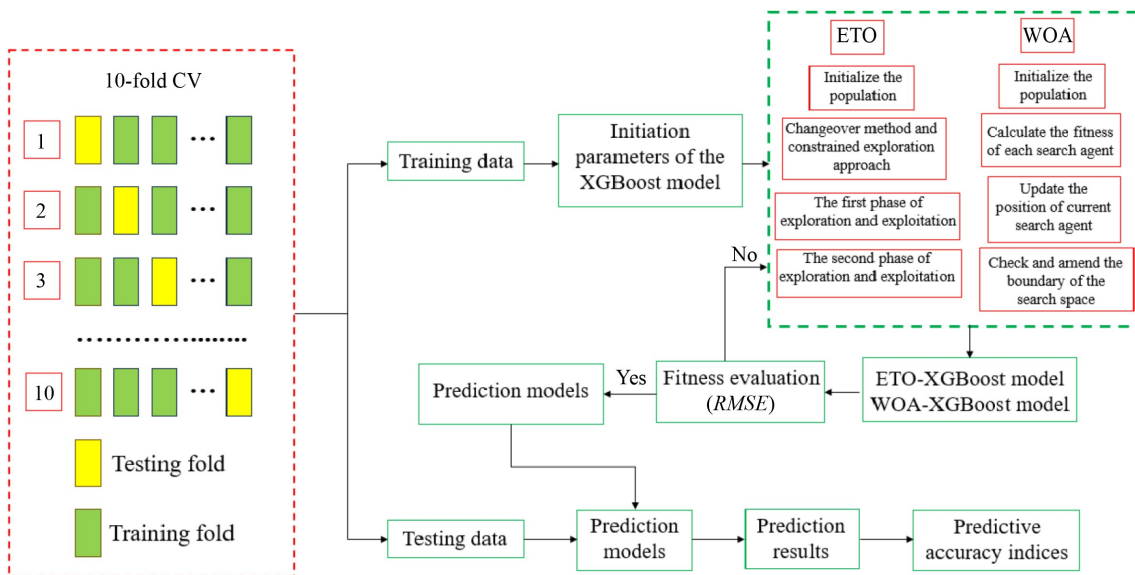 10-fold CV
1
...
2
...
3
...
........................
10
...
Testing fold
Training fold
Training data
Initiation
parameters of the
XGBoost model
ETO
Initialize the
population
Changeover method and
constrained exploration
approach
The first phase of
exploration and exploitation
The second phase of
exploration and exploitation
WOA
Initialize the
population
Calculate the fitness
of each search agent
Update the
position of current
search agent
Check and amend the
boundary of the
search space
No
ETO-XGBoost model
WOA-XGBoost model
Fitness evaluation
(RMSE)
Yes
Prediction models
Testing data
Prediction
models
Prediction
results
Predictive
accuracy indices